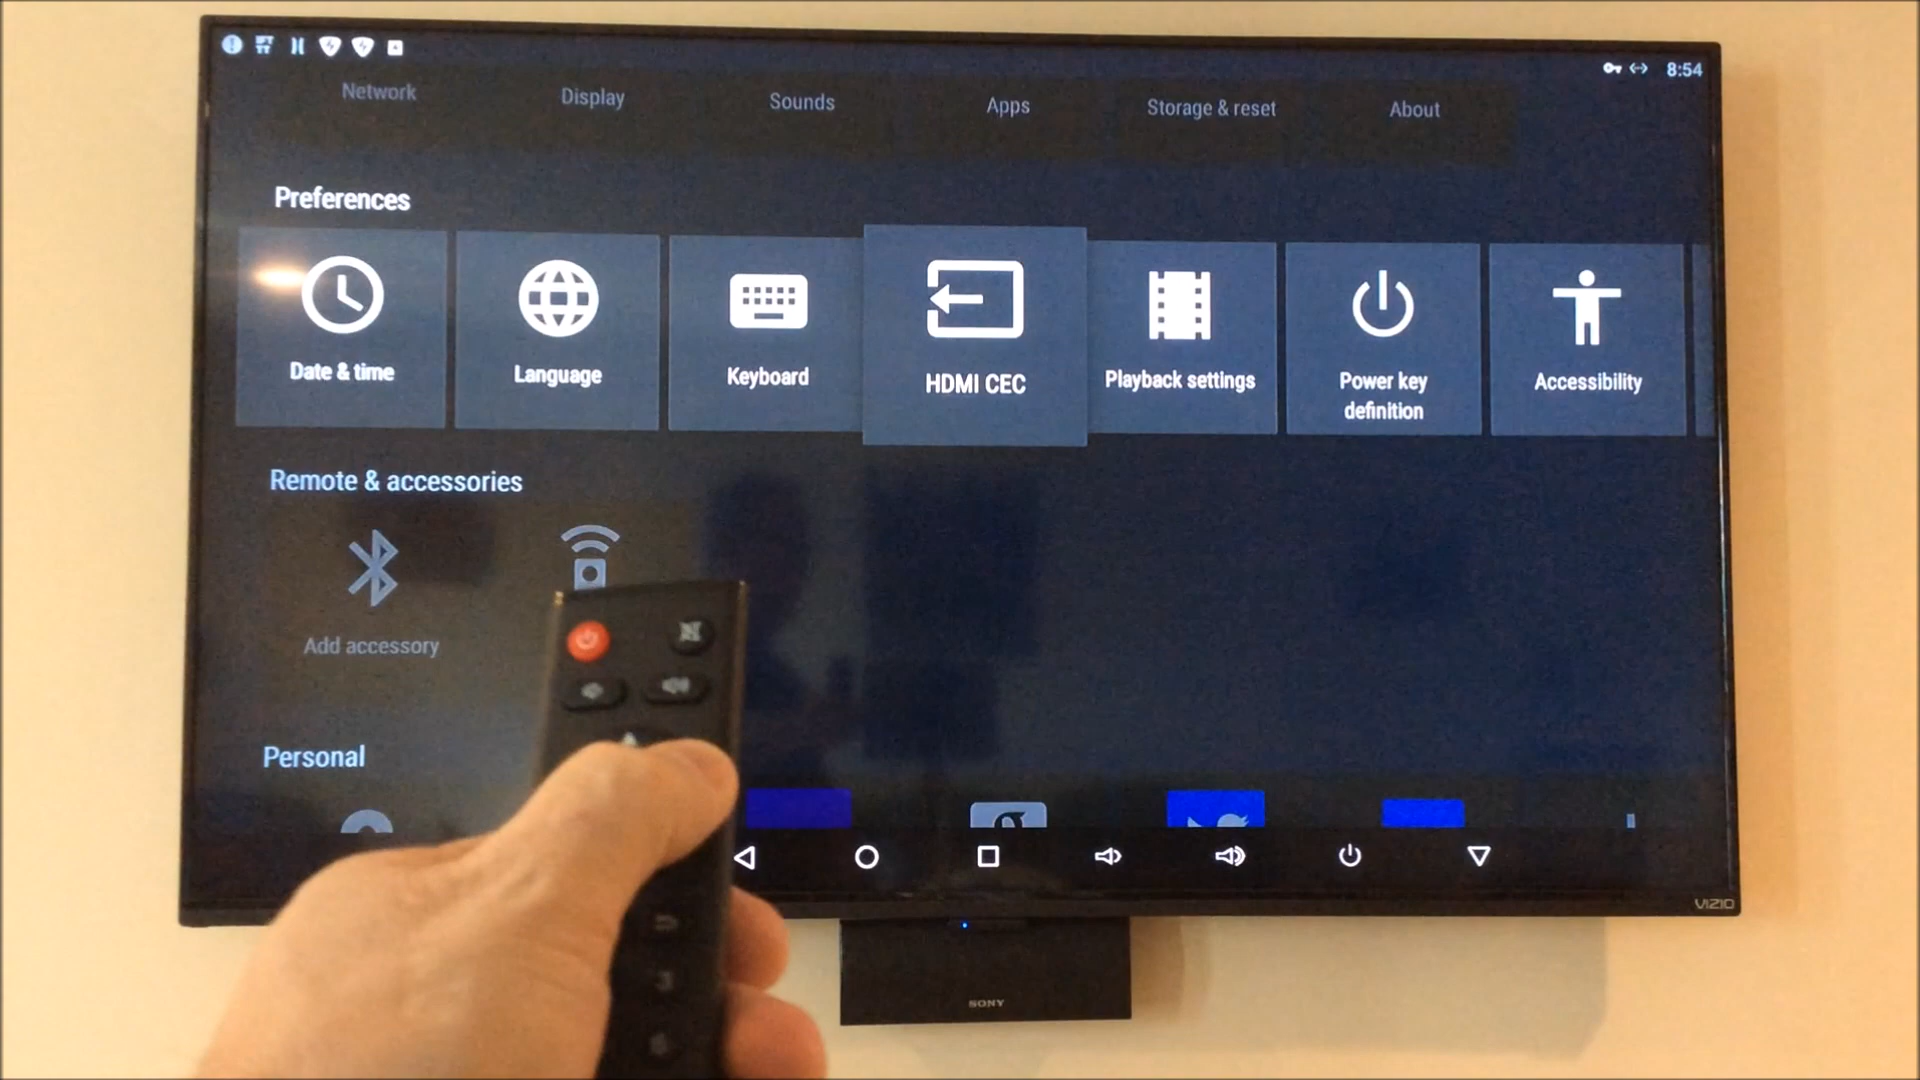 8:54
Network
Display
Sounds
Apps
Storage & reset
About
Preferences
Date & time
Language
Keyboard
HDMI CEC
Playback settings
Power key
definition
Accessibility
Remote & accessories
Add accessory
Personal
VIZIO
SONY